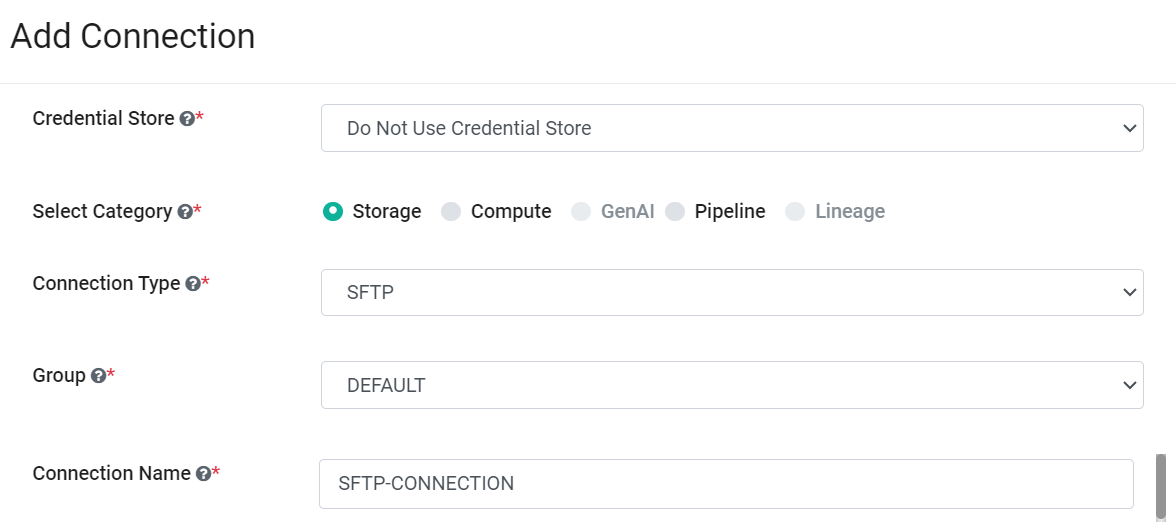 Add Connection
Credential Store ?*
Do Not Use Credential Store
Select Category ?*
Storage Compute GenAI Pipeline Lineage
Connection Type ?*
SFTP
Group ?*
DEFAULT
Connection Name ?*
SFTP-CONNECTION